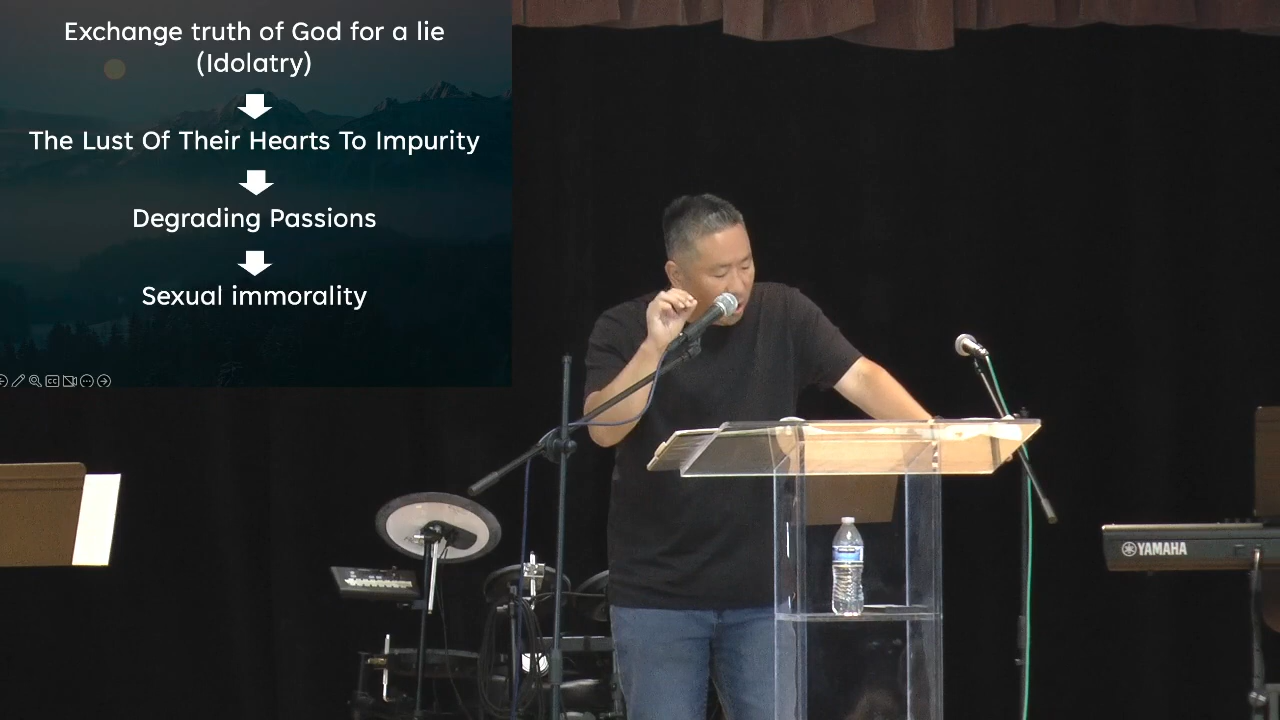 Exchange truth of God for a lie
(Idolatry)
The Lust Of Their Hearts To Impurity
Degrading Passions
Sexual immorality
YAMAHA